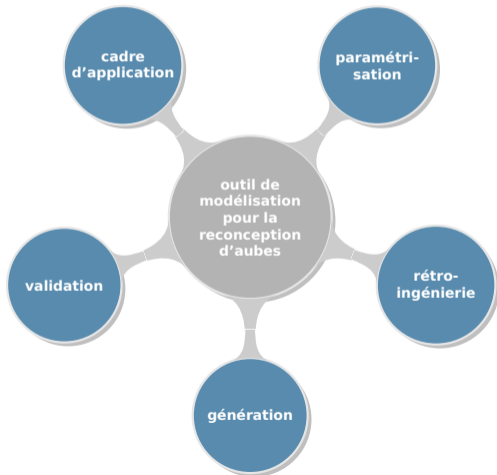 cadre
d’application
paramétri-
sation
outil de
modélisation
pour la
reconception
d’aubes
validation
rétro-
ingénierie
génération